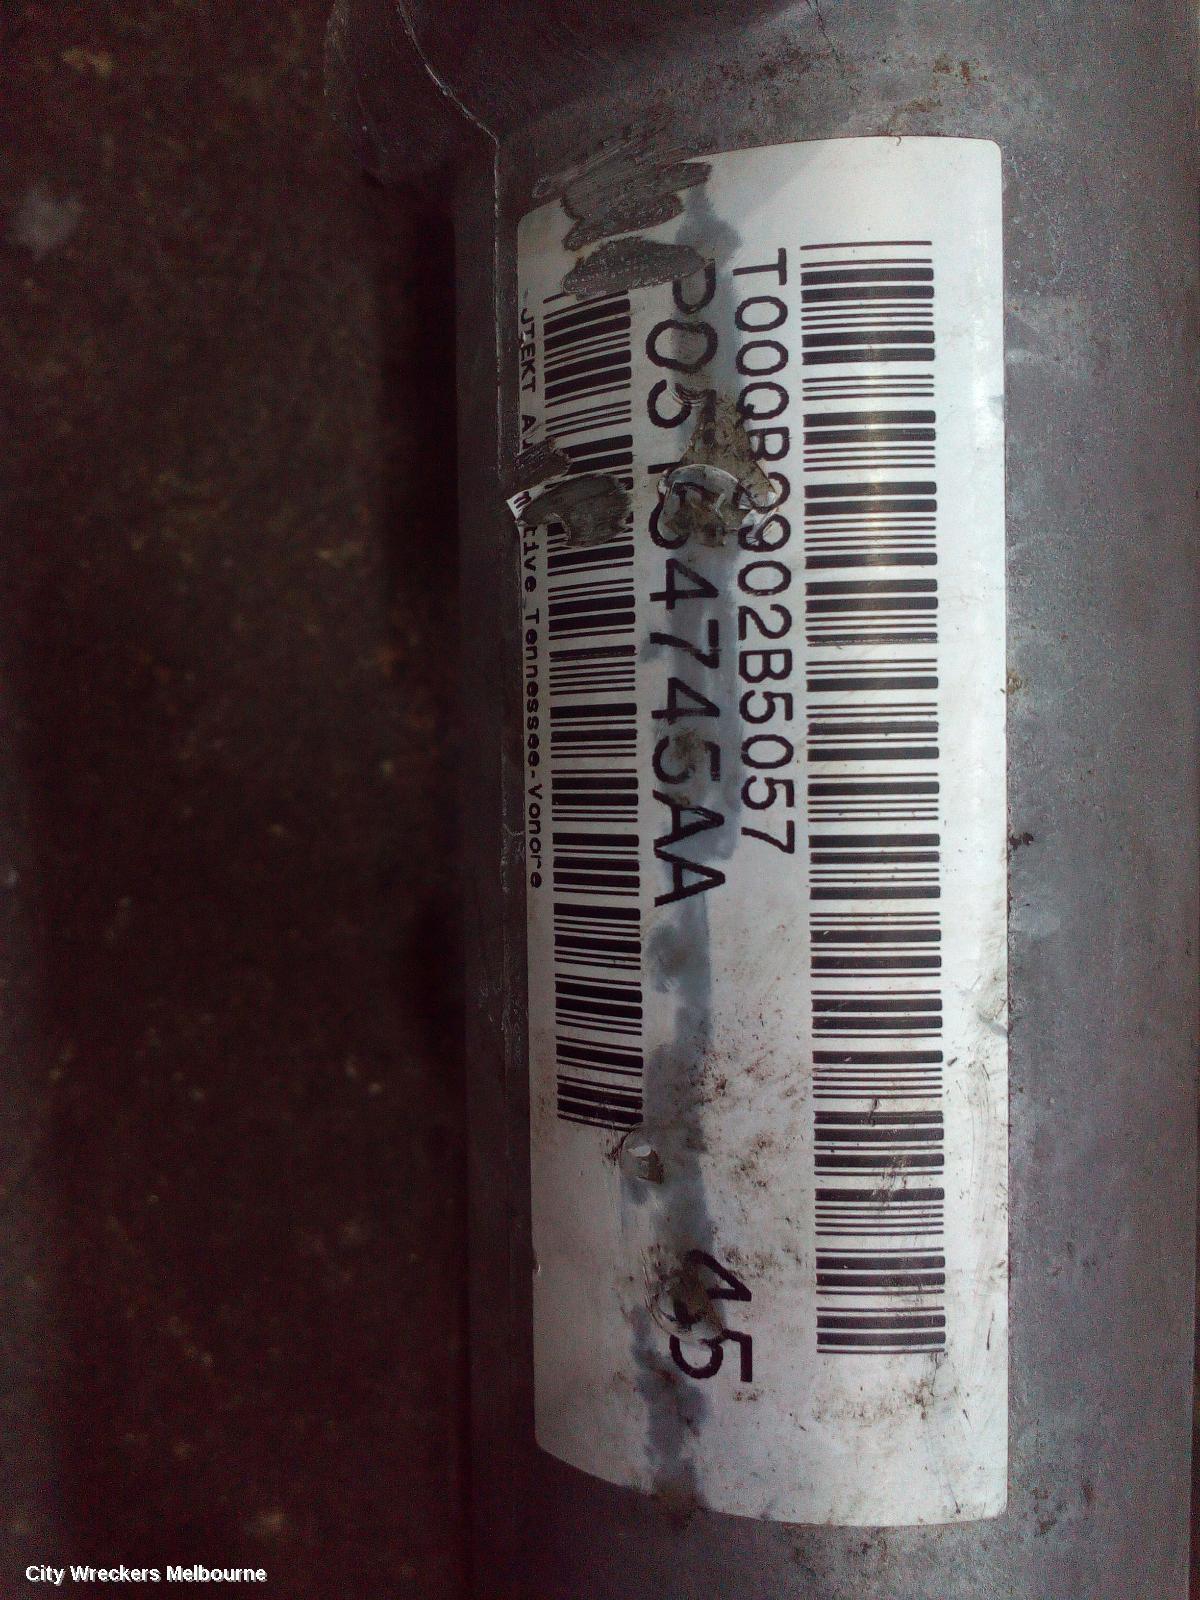 T00QB2902B5057
P05154745AA 45
JTEKT Tennessee-Vonore
City Wreckers Melbourne